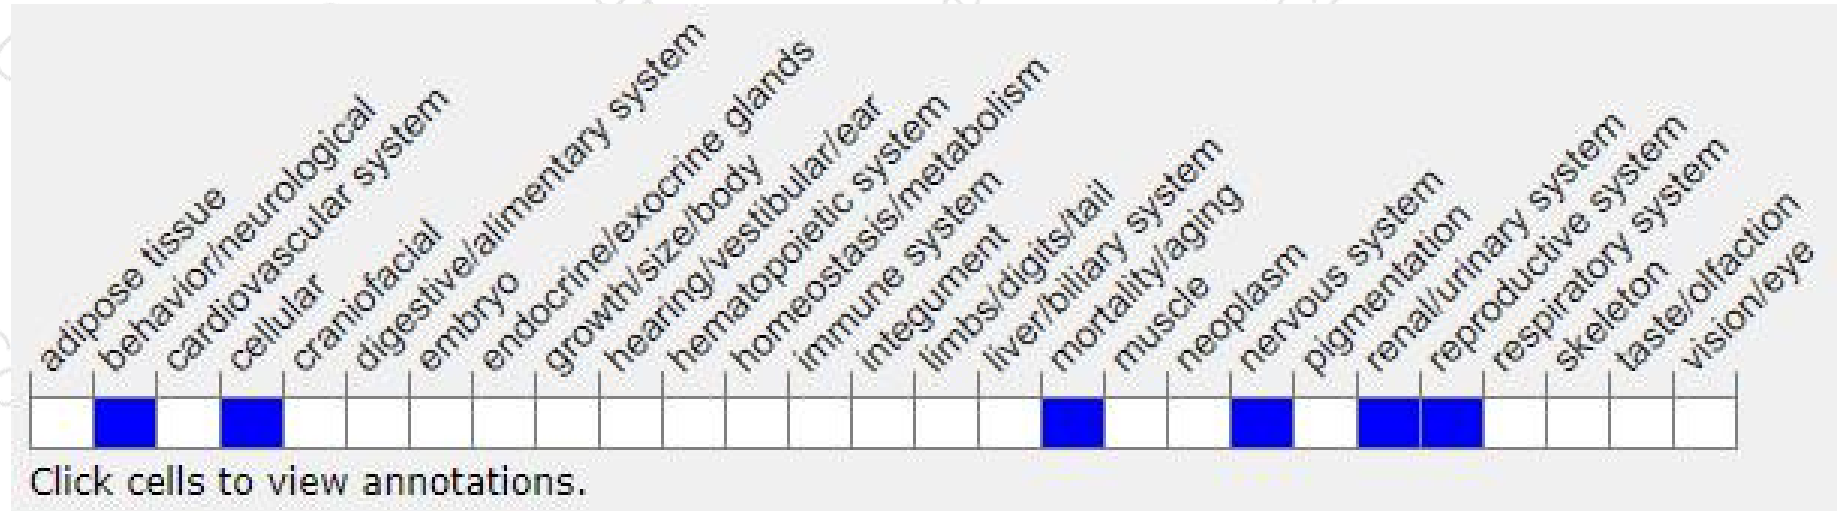 adipose tissue
behavior/neurological
cardiovascular system
cellular
craniofacial
digestive/alimentary system
embryo
endocrine/exocrine glands
growth/size/body
hearing/vestibular/ear
hematopoietic system
homeostasis/metabolism
immune system
integument
limbs/digits/tail
liver/biliary system
mortality/aging
muscle
neoplasm
nervous system
pigmentation
renal/urinary system
reproductive system
respiratory system
skeleton
taste/olfaction
vision/eye
Click cells to view annotations.